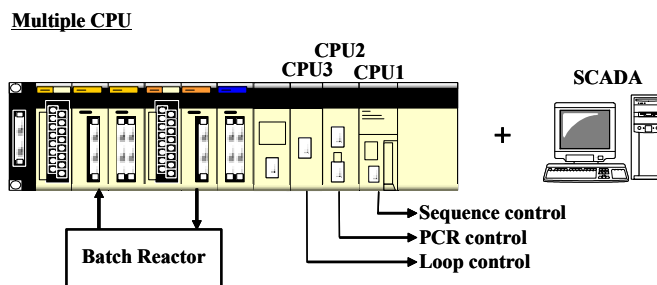 Multiple CPU
CPU2
CPU3
CPU1
SCADA
+
Sequence control
PCR control
Loop control
Batch Reactor